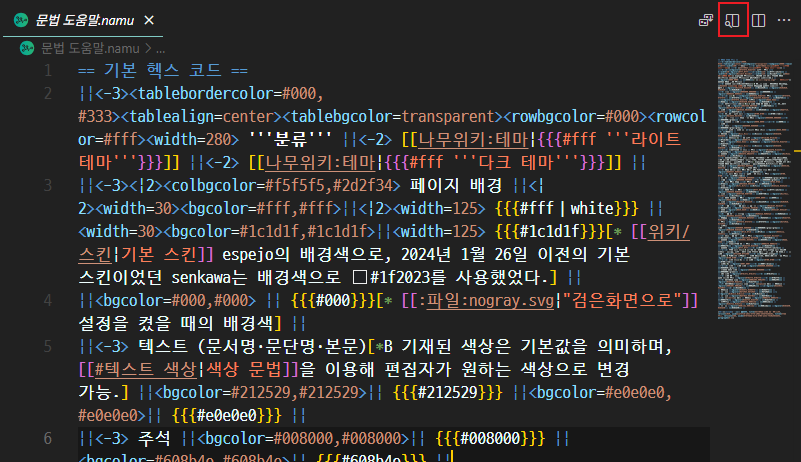 문법 도움말.namu
문법 도움말.namu > ...
1 == 기본 헥스 코드 ==
2 ||<-3><tablebordercolor=#000,
#333><tablealign=center><tablebgcolor=transparent><rowbgcolor=#000><rowcol
or=#fff><width=280> '''분류''' ||<-2> [[나무위키:테마|{{{#fff '''라이트
테마'''}}}]] ||<-2> [[나무위키:테마|{{{#fff '''다크 테마'''}}}]] ||
3 ||<-3><|2><colbgcolor=#f5f5f5,#2d2f34> 페이지 배경 ||<|
2><width=30><bgcolor=#fff,#fff>||<|2><width=125> {{{#fff|white}}} ||
<width=30><bgcolor=#1c1d1f,#1c1d1f>||<width=125> {{{#1c1d1f}}}[* [[위키/
스킨|기본 스킨]] espejo의 배경색으로, 2024년 1월 26일 이전의 기본
스킨이었던 senkawa는 배경색으로 □#1f2023를 사용했었다.] ||
4 ||<bgcolor=#000,#000> || {{{#000}}}[* [[:파일:nogray.svg|"검은화면으로"]]
설정을 켰을 때의 배경색] ||
5 ||<-3> 텍스트 (문서명·문단명·본문)[*B 기재된 색상은 기본값을 의미하며,
[[#텍스트 색상|색상 문법]]을 이용해 편집자가 원하는 색상으로 변경
가능.] ||<bgcolor=#212529,#212529>|| {{{#212529}}} ||<bgcolor=#e0e0e0,
#e0e0e0>|| {{{#e0e0e0}}} ||
6 ||<-3> 주석 ||<bgcolor=#008000,#008000>|| {{{#008000}}} ||
<bgcolor=#608b4e,#608b4e>|| {{{#608b4e}}} ||